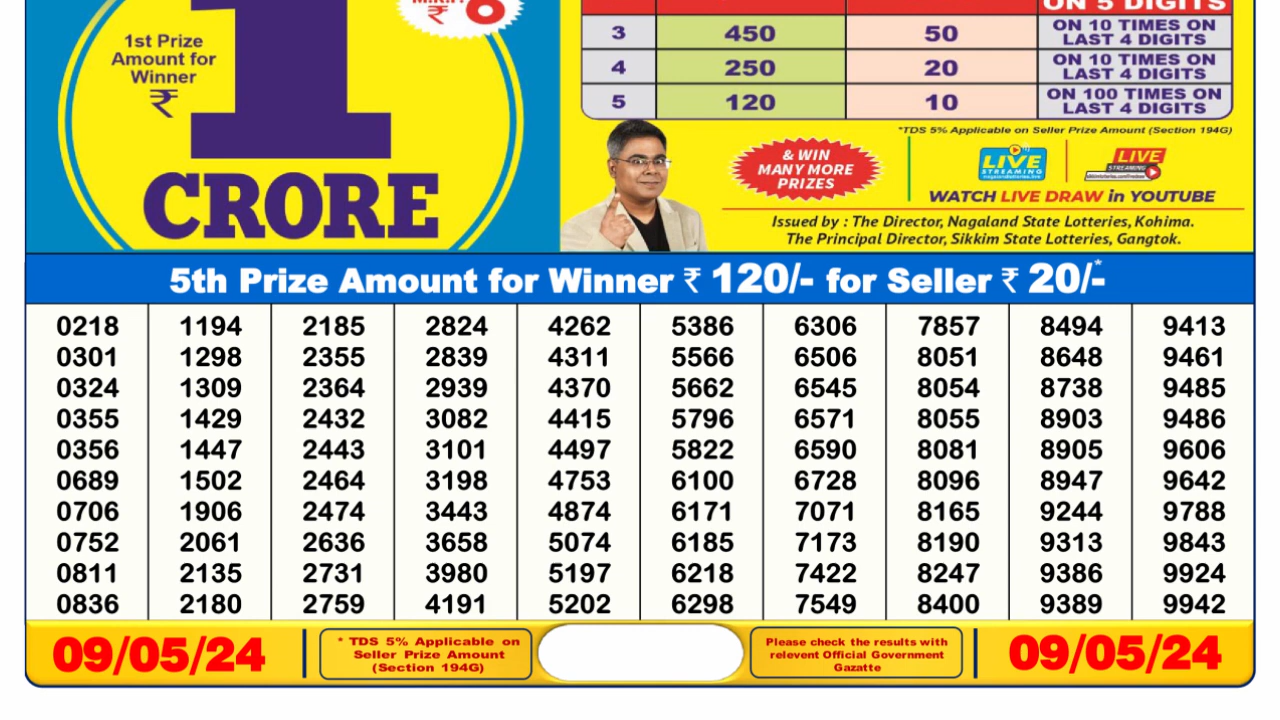 ON 5 DIGITS
M.R.P.
₹ 6
1st Prize
Amount for
Winner
₹
1
CRORE
3 450 50 ON 10 TIMES ON
LAST 4 DIGITS
4 250 20 ON 10 TIMES ON
LAST 4 DIGITS
5 120 10 ON 100 TIMES ON
LAST 4 DIGITS
*TDS 5% Applicable on Seller Prize Amount (Section 194G)
& WIN
MANY MORE
PRIZES
LIVE
STREAMING
LIVE
STREAMING
WATCH LIVE DRAW in YOUTUBE
Issued by : The Director, Nagaland State Lotteries, Kohima.
The Principal Director, Sikkim State Lotteries, Gangtok.
5th Prize Amount for Winner ₹ 120/- for Seller ₹ 20/-*
0218 1194 2185 2824 4262 5386 6306 7857 8494 9413
0301 1298 2355 2839 4311 5566 6506 8051 8648 9461
0324 1309 2364 2939 4370 5662 6545 8054 8738 9485
0355 1429 2432 3082 4415 5796 6571 8055 8903 9486
0356 1447 2443 3101 4497 5822 6590 8081 8905 9606
0689 1502 2464 3198 4753 6100 6728 8096 8947 9642
0706 1906 2474 3443 4874 6171 7071 8165 9244 9788
0752 2061 2636 3658 5074 6185 7173 8190 9313 9843
0811 2135 2731 3980 5197 6218 7422 8247 9386 9924
0836 2180 2759 4191 5202 6298 7549 8400 9389 9942
09/05/24
* TDS 5% Applicable on
Seller Prize Amount
(Section 194G)
Please check the results with
relevent Official Government
Gazatte
09/05/24